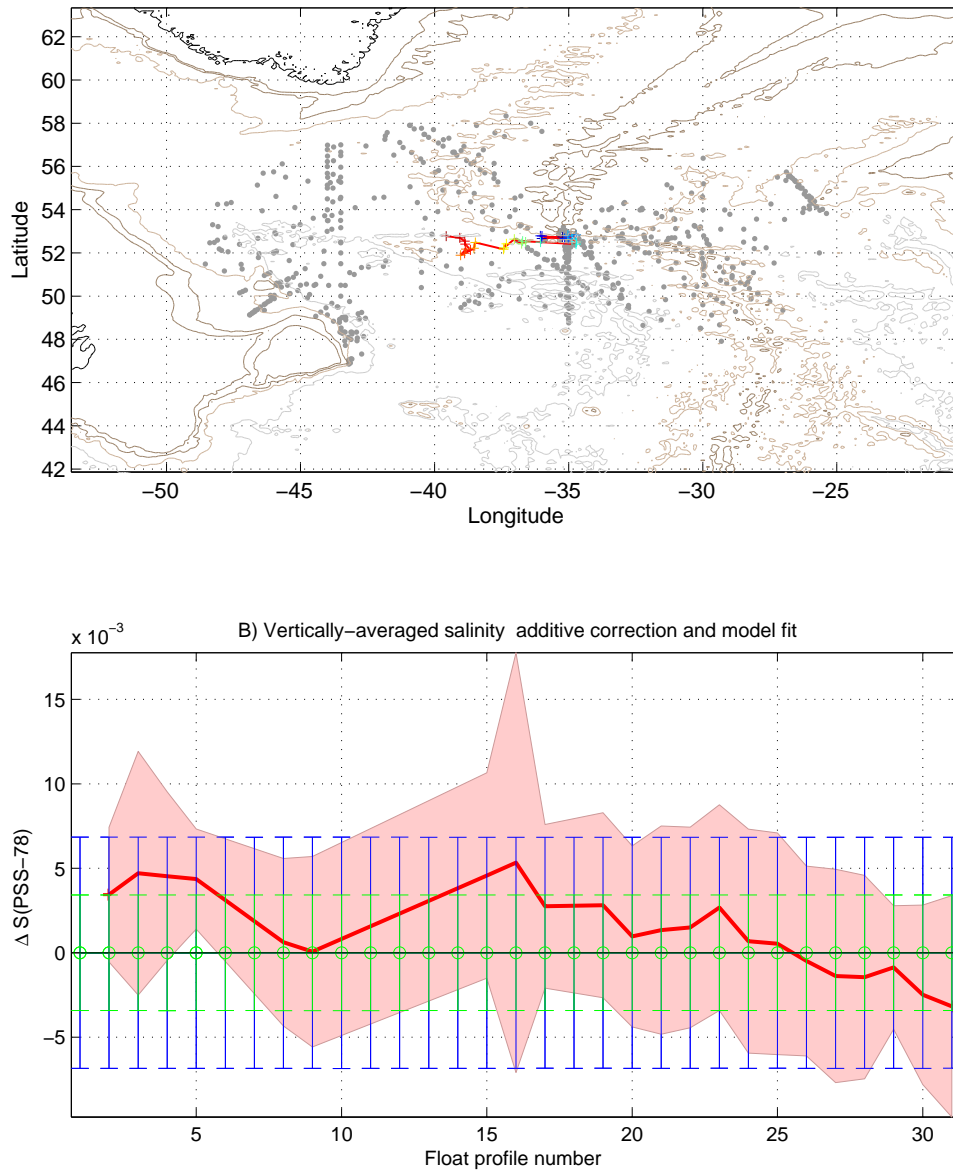 62
60
58
56
54
52
50
48
46
44
42
Latitude
−50 −45 −40 −35 −30 −25
Longitude
x 10⁻³
B) Vertically−averaged salinity additive correction and model fit
15
10
5
0
−5
Δ S(PSS−78)
5 10 15 20 25 30
Float profile number